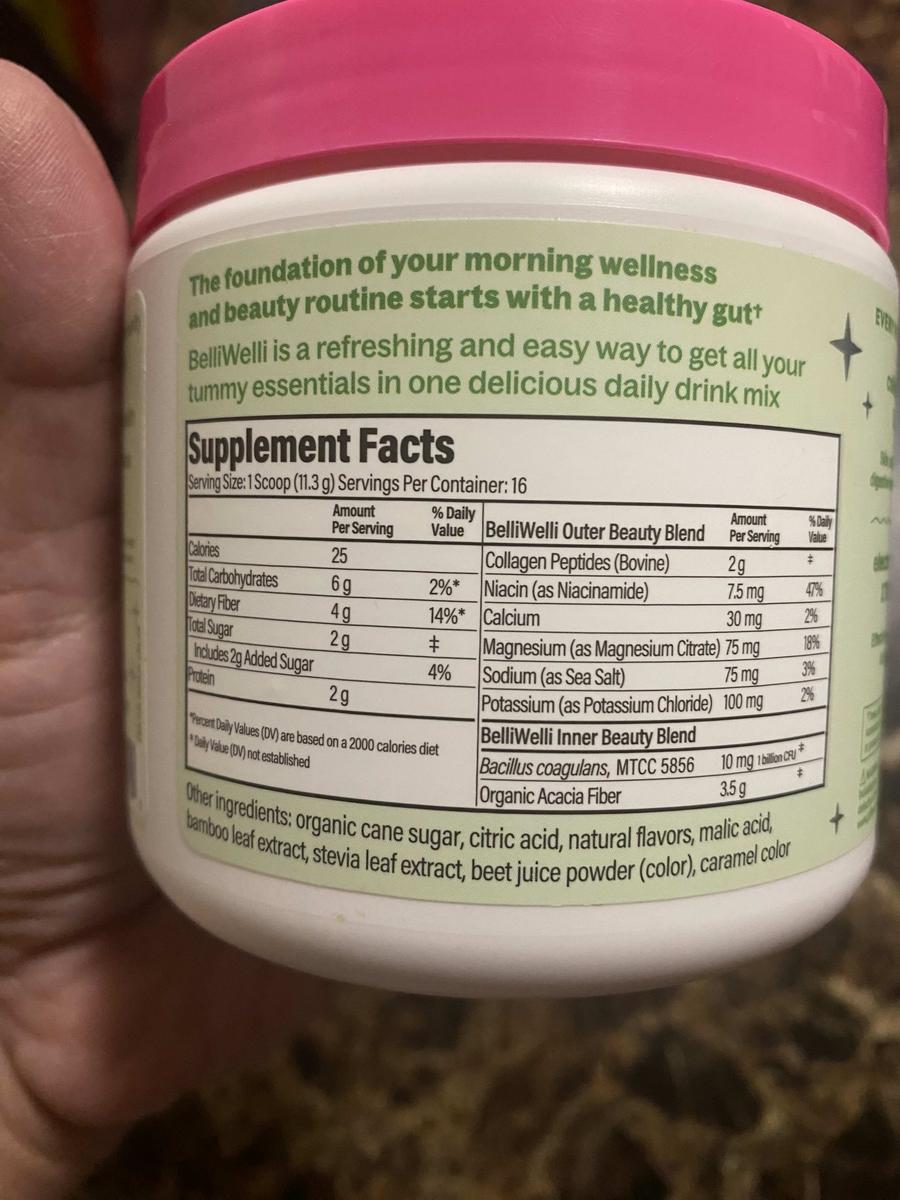 The foundation of your morning wellness
and beauty routine starts with a healthy gut†
BelliWelli is a refreshing and easy way to get all your
tummy essentials in one delicious daily drink mix
Supplement Facts
Serving Size: 1 Scoop (11.3 g) Servings Per Container: 16
Amount Per Serving % Daily Value
Calories 25
Total Carbohydrates 6 g 2%*
Dietary Fiber 4 g 14%*
Total Sugar 2 g ‡
Includes 2g Added Sugar 4%
Protein 2 g
*Percent Daily Values (DV) are based on a 2000 calories diet
* Daily Value (DV) not established
BelliWelli Outer Beauty Blend Amount Per Serving % Daily Value
Collagen Peptides (Bovine) 2 g ‡
Niacin (as Niacinamide) 7.5 mg 47%
Calcium 30 mg 2%
Magnesium (as Magnesium Citrate) 75 mg 18%
Sodium (as Sea Salt) 75 mg 3%
Potassium (as Potassium Chloride) 100 mg 2%
BelliWelli Inner Beauty Blend
Bacillus coagulans, MTCC 5856 10 mg 1 billion CFU ‡
Organic Acacia Fiber 3.5 g ‡
Other ingredients: organic cane sugar, citric acid, natural flavors, malic acid,
bamboo leaf extract, stevia leaf extract, beet juice powder (color), caramel color